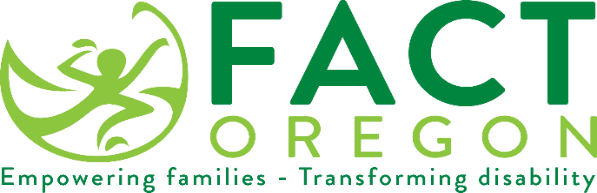 FACT
OREGON
Empowering families - Transforming disability